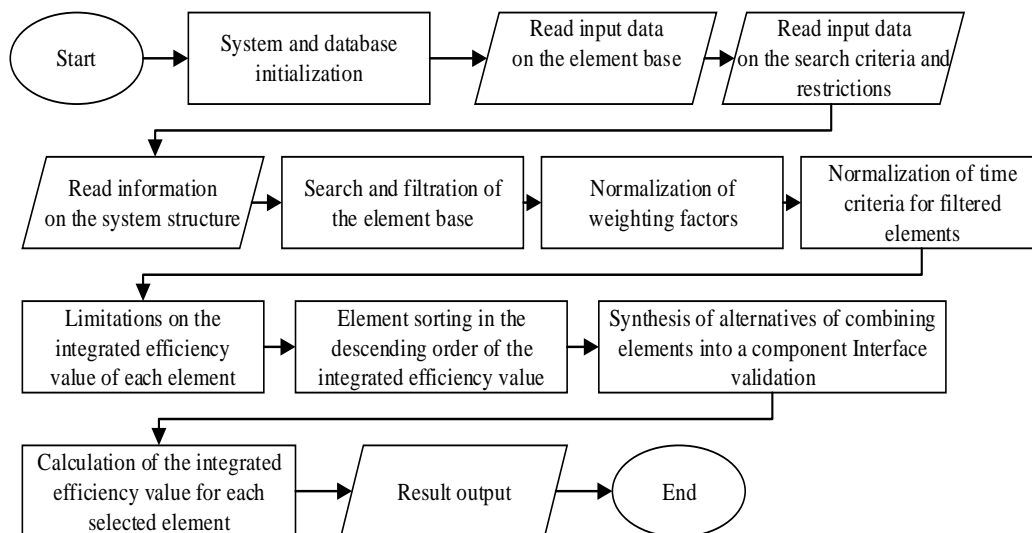 Start
System and database
initialization
Read input data
on the element base
Read input data
on the search criteria and
restrictions
Read information
on the system structure
Search and filtration of
the element base
Normalization of
weighting factors
Normalization of time
criteria for filtered
elements
Limitations on the
integrated efficiency
value of each element
Element sorting in the
descending order of the
integrated efficiency value
Synthesis of alternatives of combining
elements into a component Interface
validation
Calculation of the integrated
efficiency value for each
selected element
Result output
End